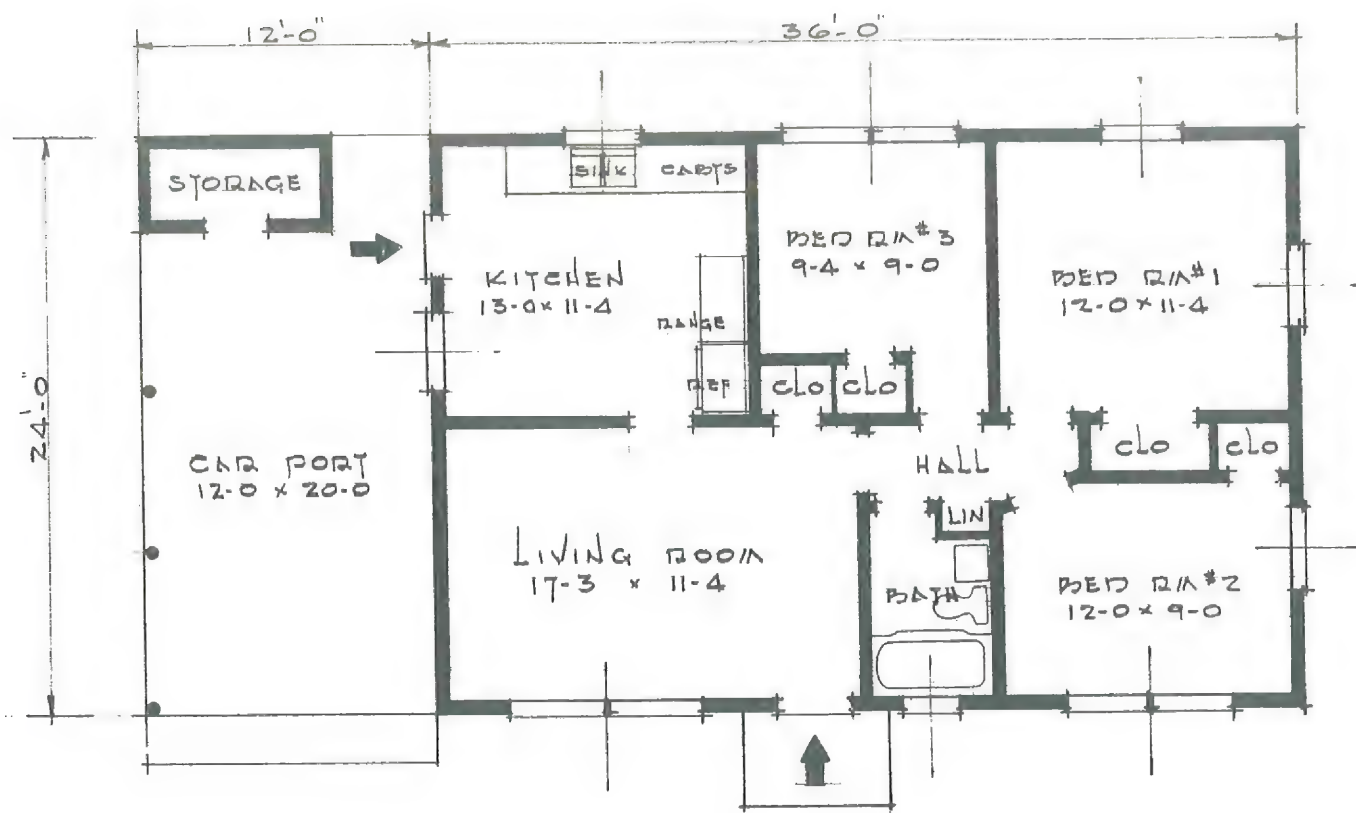 12'-0"
36'-0"
24'-0"
STORAGE
SINK
CABTS
KITCHEN
13-0 x 11-4
RANGE
REF
BED RM #3
9-4 x 9-0
BED RM #1
12-0 x 11-4
CLO
CLO
CLO
CLO
CAR PORT
12-0 x 20-0
HALL
LIN
LIVING ROOM
17-3 x 11-4
BATH
BED RM #2
12-0 x 9-0